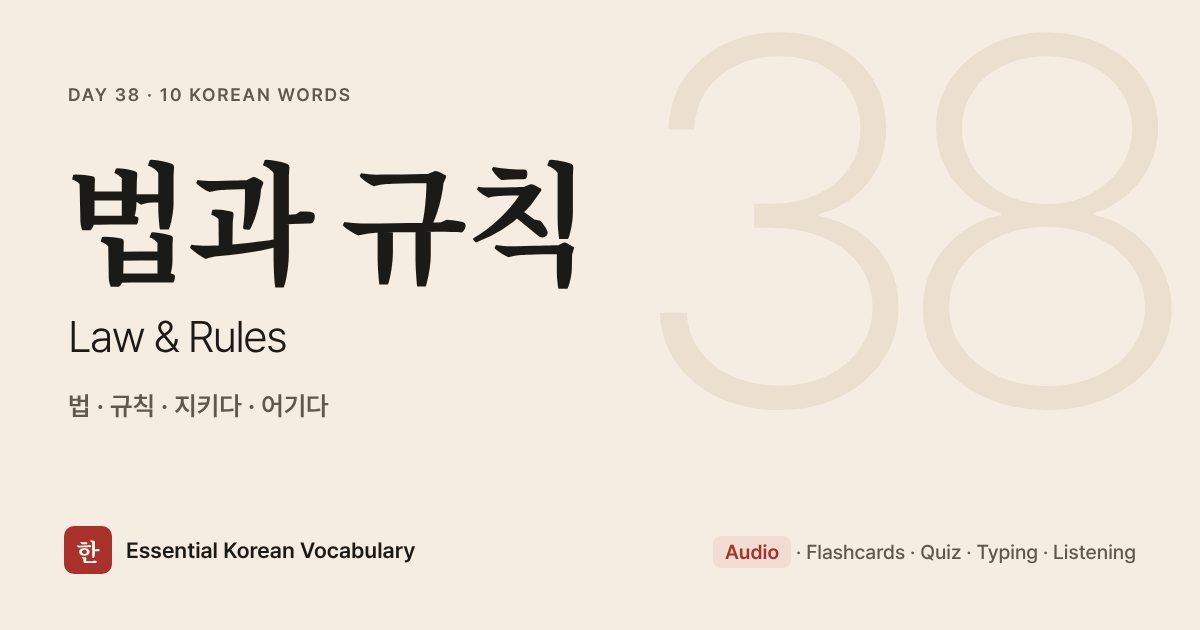 DAY 38 · 10 KOREAN WORDS
38
법과 규칙
Law & Rules
법 · 규칙 · 지키다 · 어기다
한 Essential Korean Vocabulary
Audio · Flashcards · Quiz · Typing · Listening